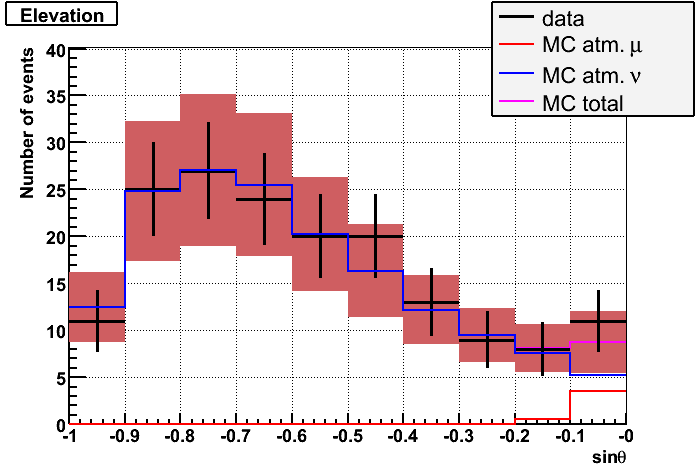 Elevation
data
MC atm. μ
MC atm. ν
MC total
Number of events
40
35
30
25
20
15
10
5
0
-1 -0.9 -0.8 -0.7 -0.6 -0.5 -0.4 -0.3 -0.2 -0.1 -0
sinθ